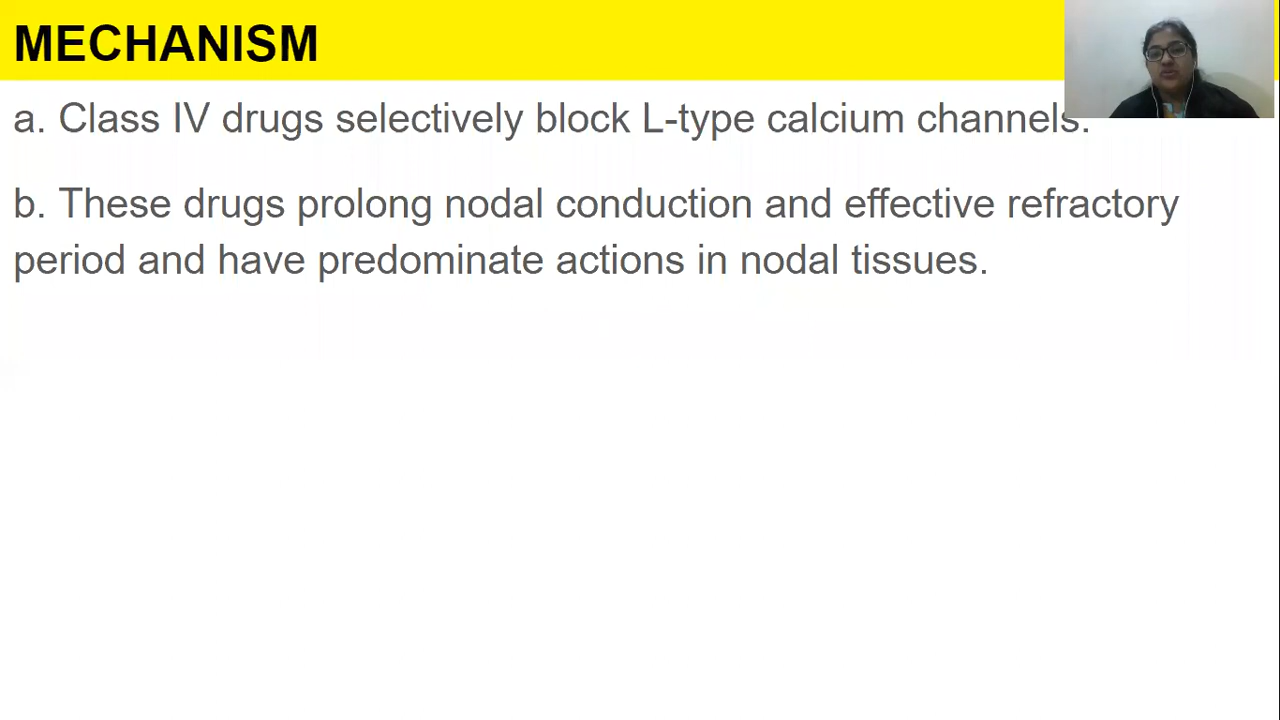 MECHANISM
a. Class IV drugs selectively block L-type calcium channels.
b. These drugs prolong nodal conduction and effective refractory
period and have predominate actions in nodal tissues.